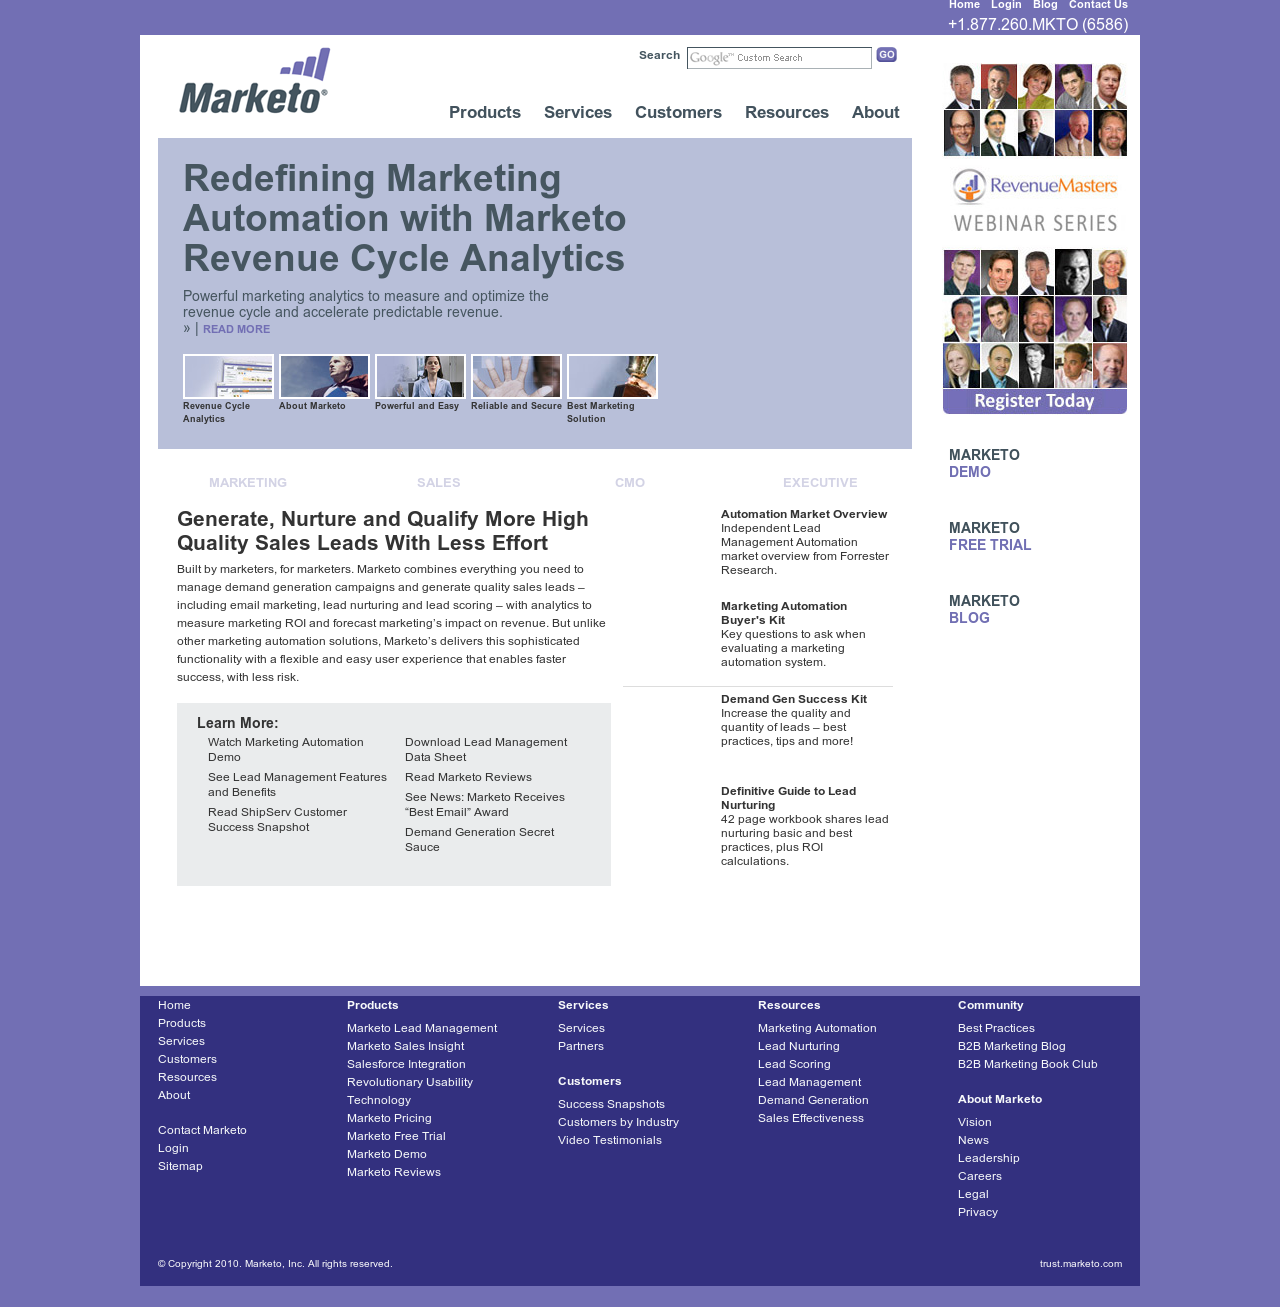 Home Login Blog Contact Us
+1.877.260.MKTO (6586)
Marketo®
Search Google™ Custom Search GO
Products Services Customers Resources About
Redefining Marketing
Automation with Marketo
Revenue Cycle Analytics
Powerful marketing analytics to measure and optimize the
revenue cycle and accelerate predictable revenue.
» | READ MORE
Revenue Cycle
Analytics
About Marketo
Powerful and Easy
Reliable and Secure
Best Marketing
Solution
RevenueMasters
WEBINAR SERIES
Register Today
MARKETO
DEMO
MARKETO
FREE TRIAL
MARKETO
BLOG
MARKETING SALES CMO EXECUTIVE
Generate, Nurture and Qualify More High
Quality Sales Leads With Less Effort
Built by marketers, for marketers. Marketo combines everything you need to
manage demand generation campaigns and generate quality sales leads –
including email marketing, lead nurturing and lead scoring – with analytics to
measure marketing ROI and forecast marketing’s impact on revenue. But unlike
other marketing automation solutions, Marketo’s delivers this sophisticated
functionality with a flexible and easy user experience that enables faster
success, with less risk.
Learn More:
Watch Marketing Automation
Demo
See Lead Management Features
and Benefits
Read ShipServ Customer
Success Snapshot
Download Lead Management
Data Sheet
Read Marketo Reviews
See News: Marketo Receives
“Best Email” Award
Demand Generation Secret
Sauce
Automation Market Overview
Independent Lead
Management Automation
market overview from Forrester
Research.
Marketing Automation
Buyer's Kit
Key questions to ask when
evaluating a marketing
automation system.
Demand Gen Success Kit
Increase the quality and
quantity of leads – best
practices, tips and more!
Definitive Guide to Lead
Nurturing
42 page workbook shares lead
nurturing basic and best
practices, plus ROI
calculations.
Home
Products
Services
Customers
Resources
About
Contact Marketo
Login
Sitemap
Products
Marketo Lead Management
Marketo Sales Insight
Salesforce Integration
Revolutionary Usability
Technology
Marketo Pricing
Marketo Free Trial
Marketo Demo
Marketo Reviews
Services
Services
Partners
Customers
Success Snapshots
Customers by Industry
Video Testimonials
Resources
Marketing Automation
Lead Nurturing
Lead Scoring
Lead Management
Demand Generation
Sales Effectiveness
Community
Best Practices
B2B Marketing Blog
B2B Marketing Book Club
About Marketo
Vision
News
Leadership
Careers
Legal
Privacy
© Copyright 2010. Marketo, Inc. All rights reserved.
trust.marketo.com